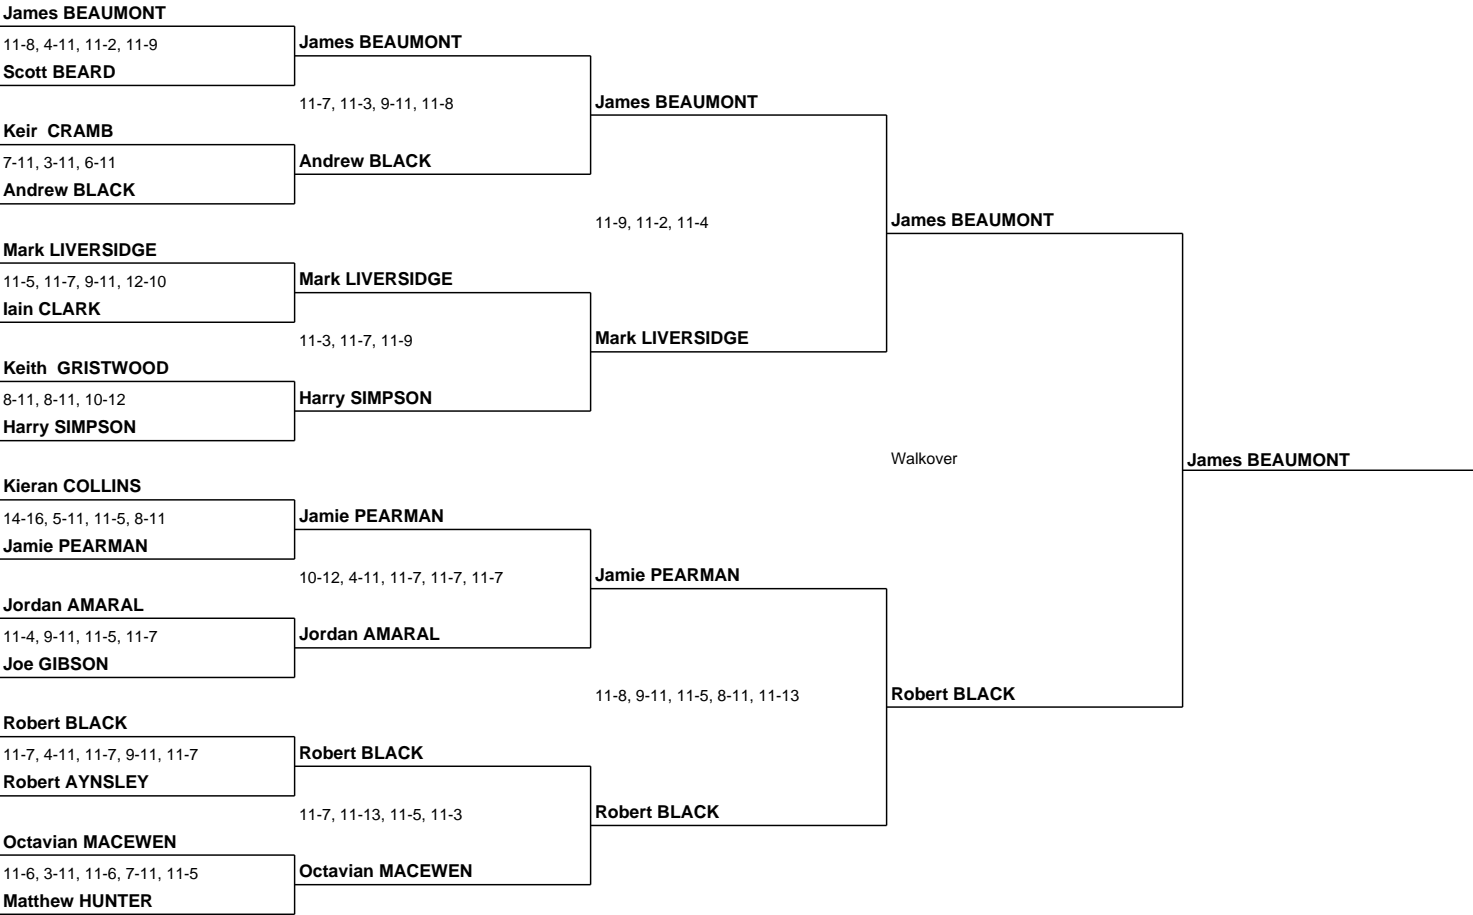 James BEAUMONT
11-8, 4-11, 11-2, 11-9
Scott BEARD
Keir  CRAMB
7-11, 3-11, 6-11
Andrew BLACK
Mark LIVERSIDGE
11-5, 11-7, 9-11, 12-10
Iain CLARK
Keith  GRISTWOOD
8-11, 8-11, 10-12
Harry SIMPSON
Kieran COLLINS
14-16, 5-11, 11-5, 8-11
Jamie PEARMAN
Jordan AMARAL
11-4, 9-11, 11-5, 11-7
Joe GIBSON
Robert BLACK
11-7, 4-11, 11-7, 9-11, 11-7
Robert AYNSLEY
Octavian MACEWEN
11-6, 3-11, 11-6, 7-11, 11-5
Matthew HUNTER
James BEAUMONT
11-7, 11-3, 9-11, 11-8
Andrew BLACK
Mark LIVERSIDGE
11-3, 11-7, 11-9
Harry SIMPSON
Jamie PEARMAN
10-12, 4-11, 11-7, 11-7, 11-7
Jordan AMARAL
Robert BLACK
11-7, 11-13, 11-5, 11-3
Octavian MACEWEN
James BEAUMONT
11-9, 11-2, 11-4
Mark LIVERSIDGE
Jamie PEARMAN
11-8, 9-11, 11-5, 8-11, 11-13
Robert BLACK
James BEAUMONT
Walkover
Robert BLACK
James BEAUMONT